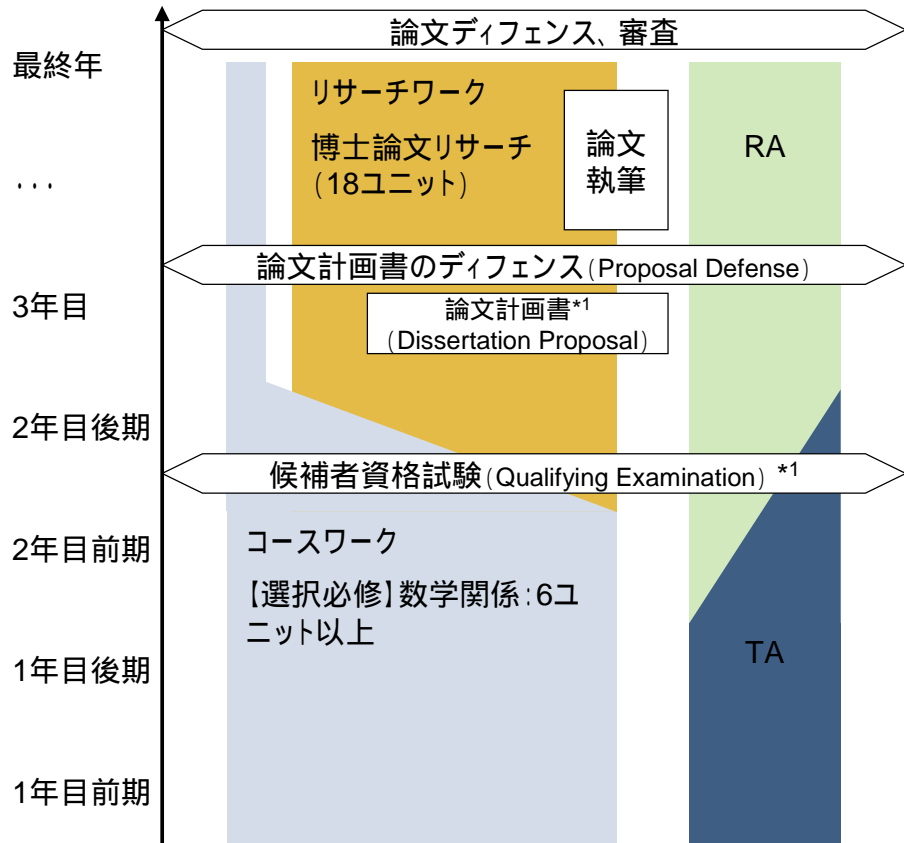 論文ディフェンス、審査
最終年
リサーチワーク
博士論文リサーチ
(18ユニット)
論文
執筆
RA
...
論文計画書のディフェンス(Proposal Defense)
3年目
論文計画書*1
(Dissertation Proposal)
2年目後期
候補者資格試験(Qualifying Examination) *1
2年目前期
コースワーク
【選択必修】数学関係:6ユ
ニット以上
1年目後期
TA
1年目前期